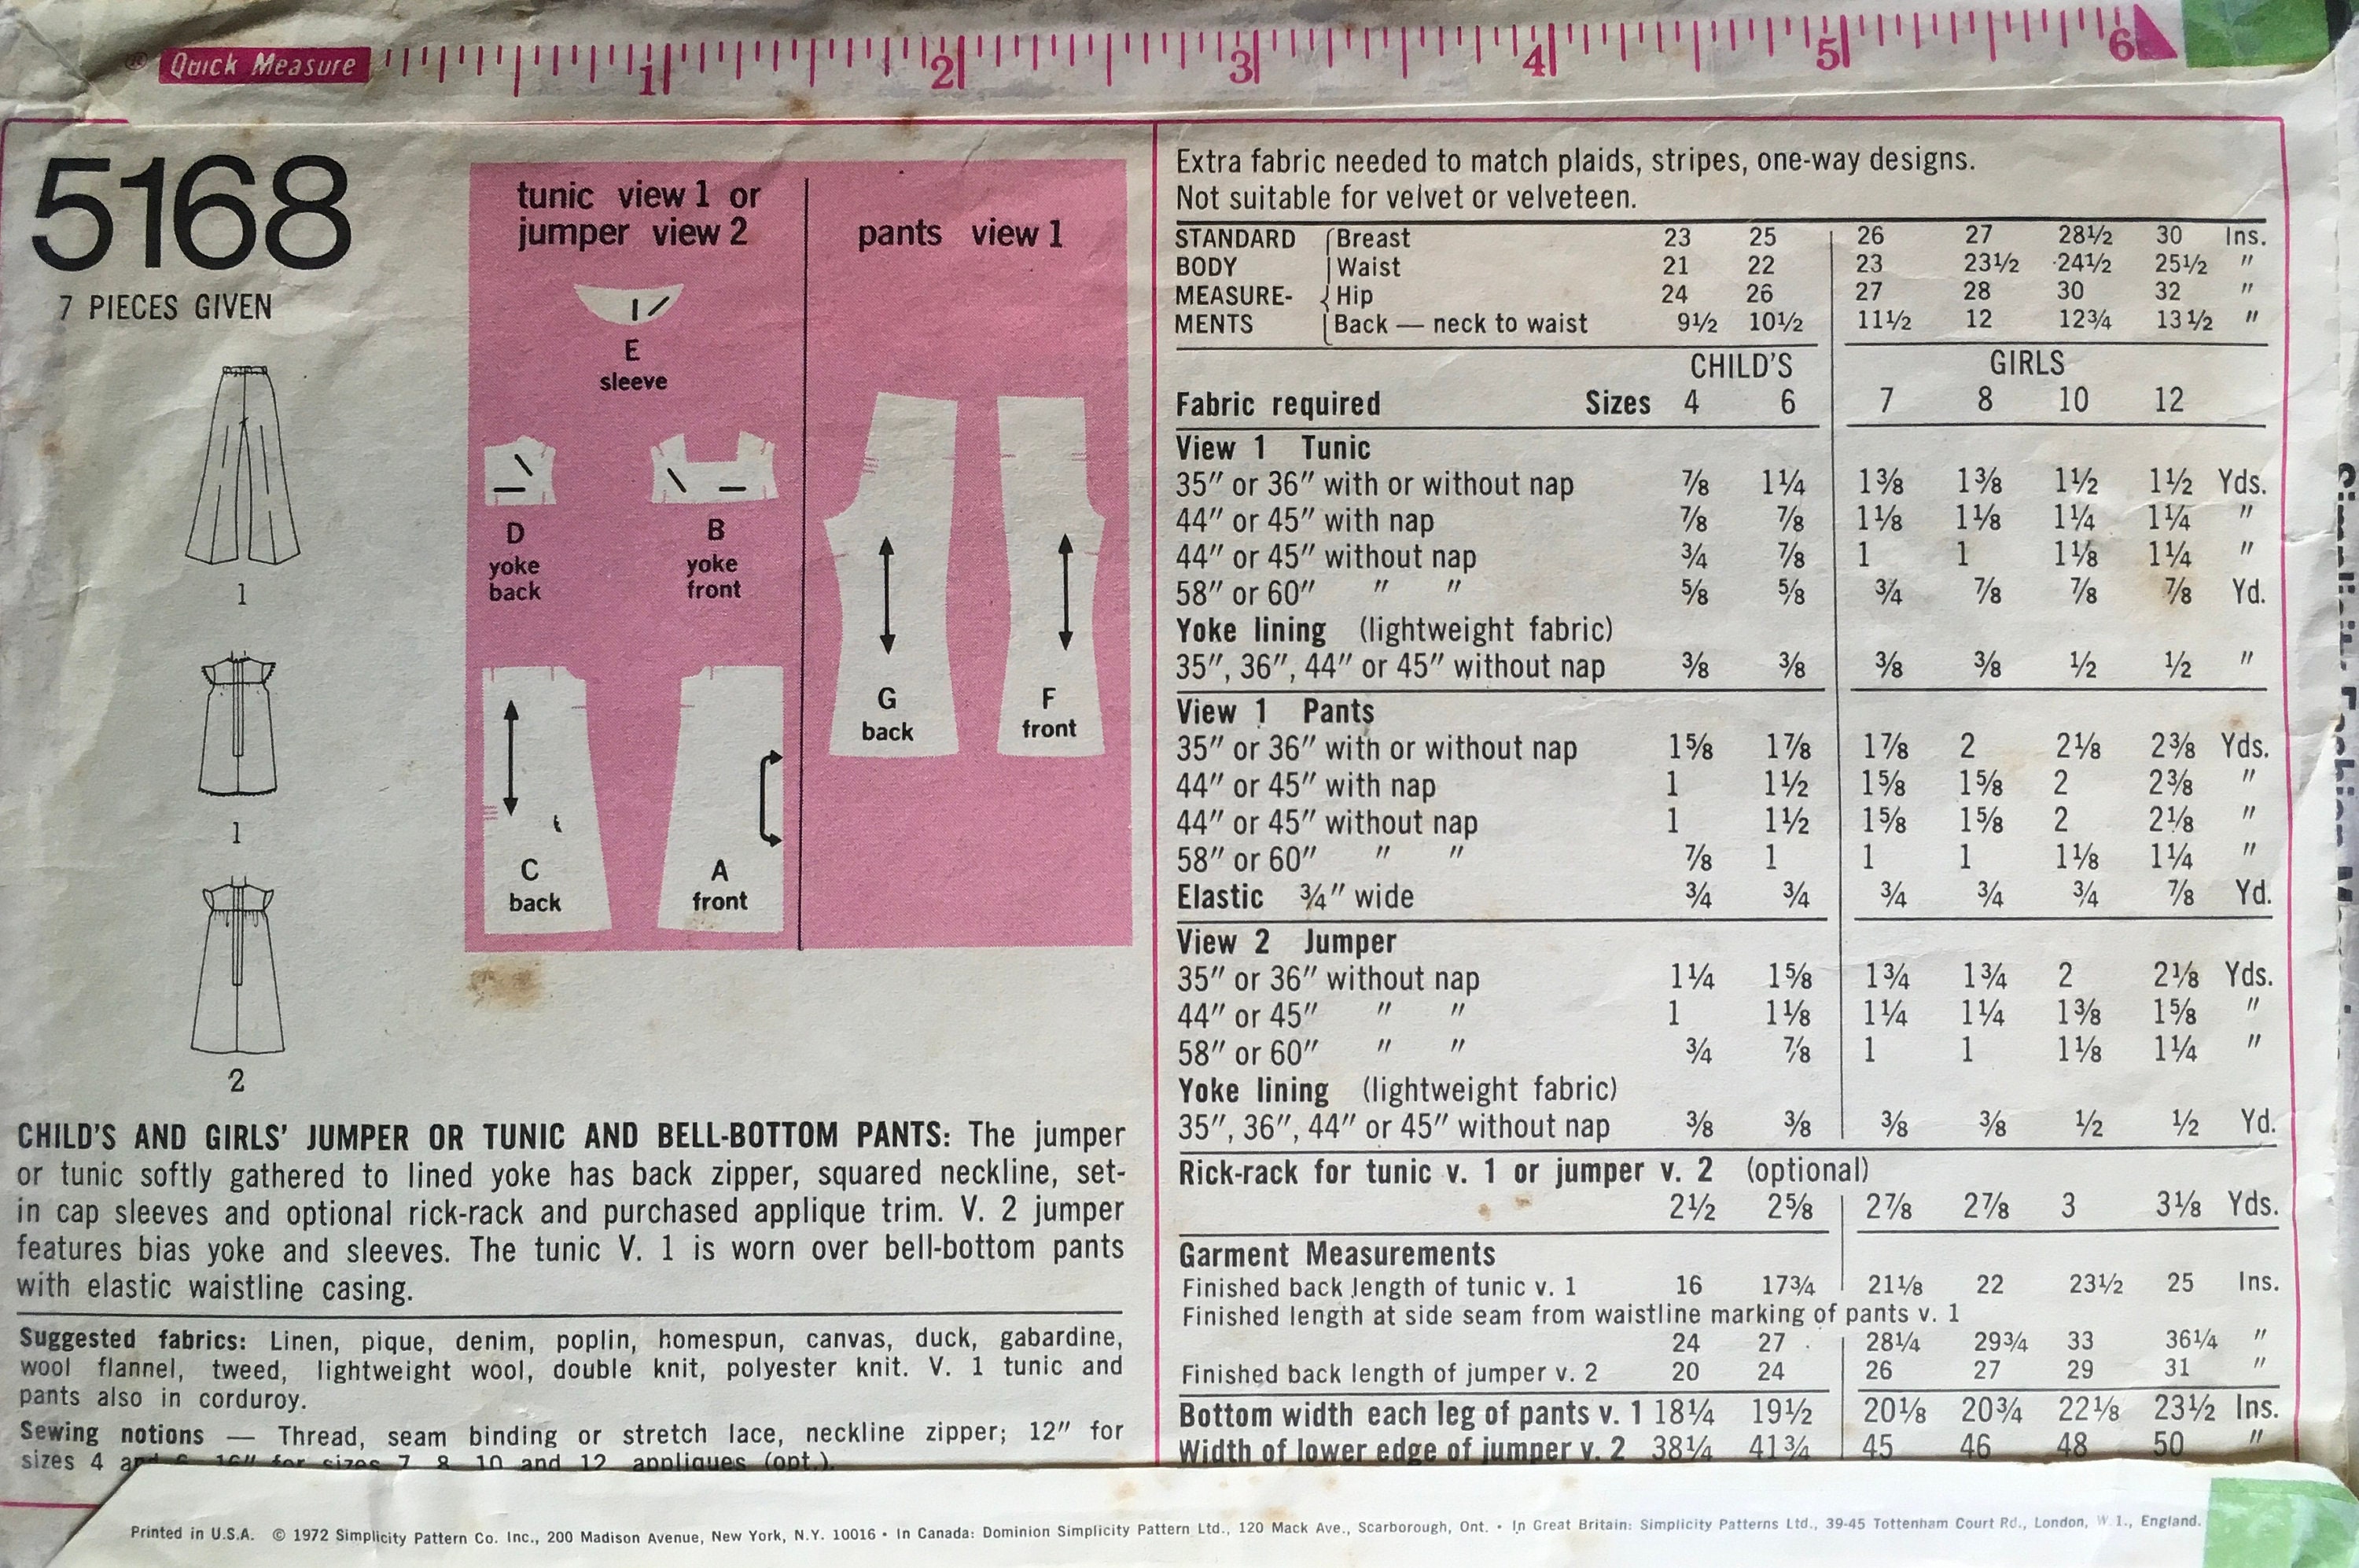 ® Quick Measure 1 2 3 4 5 6
5168
7 PIECES GIVEN
1
1
2
tunic view 1 or
jumper view 2
E
sleeve
D
yoke
back
B
yoke
front
C
back
A
front
pants view 1
G
back
F
front
CHILD'S AND GIRLS' JUMPER OR TUNIC AND BELL-BOTTOM PANTS: The jumper
or tunic softly gathered to lined yoke has back zipper, squared neckline, set-
in cap sleeves and optional rick-rack and purchased applique trim. V. 2 jumper
features bias yoke and sleeves. The tunic V. 1 is worn over bell-bottom pants
with elastic waistline casing.
Suggested fabrics: Linen, pique, denim, poplin, homespun, canvas, duck, gabardine,
wool flannel, tweed, lightweight wool, double knit, polyester knit. V. 1 tunic and
pants also in corduroy.
Sewing notions — Thread, seam binding or stretch lace, neckline zipper; 12″ for
sizes 4 and 6, 16″ for sizes 7, 8, 10 and 12, appliques (opt.).
Extra fabric needed to match plaids, stripes, one-way designs.
Not suitable for velvet or velveteen.
STANDARD Breast 23 25 26 27 28½ 30 Ins.
BODY Waist 21 22 23 23½ 24½ 25½ ″
MEASURE- Hip 24 26 27 28 30 32 ″
MENTS Back — neck to waist 9½ 10½ 11½ 12 12¾ 13½ ″
CHILD'S GIRLS
Fabric required Sizes 4 6 7 8 10 12
View 1 Tunic
35″ or 36″ with or without nap ⅞ 1¼ 1⅜ 1⅜ 1½ 1½ Yds.
44″ or 45″ with nap ⅞ ⅞ 1⅛ 1⅛ 1¼ 1¼ ″
44″ or 45″ without nap ¾ ⅞ 1 1 1⅛ 1¼ ″
58″ or 60″ ″ ″ ⅝ ⅝ ¾ ⅞ ⅞ ⅞ Yd.
Yoke lining (lightweight fabric)
35″, 36″, 44″ or 45″ without nap ⅜ ⅜ ⅜ ⅜ ½ ½ ″
View 1 Pants
35″ or 36″ with or without nap 1⅝ 1⅞ 1⅞ 2 2⅛ 2⅜ Yds.
44″ or 45″ with nap 1 1½ 1⅝ 1⅝ 2 2⅜ ″
44″ or 45″ without nap 1 1½ 1⅝ 1⅝ 2 2⅛ ″
58″ or 60″ ″ ″ ⅞ 1 1 1 1⅛ 1¼ ″
Elastic ¾″ wide ¾ ¾ ¾ ¾ ¾ ⅞ Yd.
View 2 Jumper
35″ or 36″ without nap 1¼ 1⅝ 1¾ 1¾ 2 2⅛ Yds.
44″ or 45″ ″ ″ 1 1⅛ 1¼ 1¼ 1⅜ 1⅝ ″
58″ or 60″ ″ ″ ¾ ⅞ 1 1 1⅛ 1¼ ″
Yoke lining (lightweight fabric)
35″, 36″, 44″ or 45″ without nap ⅜ ⅜ ⅜ ⅜ ½ ½ Yd.
Rick-rack for tunic v. 1 or jumper v. 2 (optional)
2½ 2⅝ 2⅞ 2⅞ 3 3⅛ Yds.
Garment Measurements
Finished back length of tunic v. 1 16 17¾ 21⅛ 22 23½ 25 Ins.
Finished length at side seam from waistline marking of pants v. 1
24 27 28¼ 29¾ 33 36¼ ″
Finished back length of jumper v. 2 20 24 26 27 29 31 ″
Bottom width each leg of pants v. 1 18¼ 19½ 20⅛ 20¾ 22⅛ 23½ Ins.
Width of lower edge of jumper v. 2 38¼ 41¾ 45 46 48 50 ″
Printed in U.S.A. © 1972 Simplicity Pattern Co. Inc., 200 Madison Avenue, New York, N.Y. 10016 • In Canada: Dominion Simplicity Pattern Ltd., 120 Mack Ave., Scarborough, Ont. • In Great Britain: Simplicity Patterns Ltd., 39-45 Tottenham Court Rd., London, W.1., England.